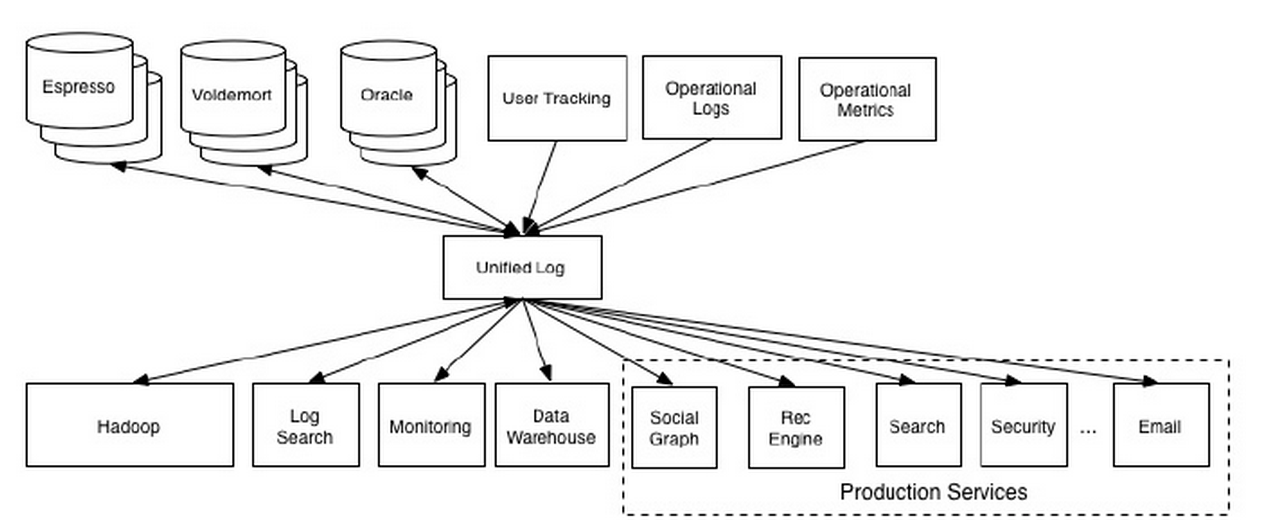 Espresso
Voldemort
Oracle
User Tracking
Operational
Logs
Operational
Metrics
Unified Log
Hadoop
Log
Search
Monitoring
Data
Warehouse
Social
Graph
Rec
Engine
Search
Security
...
Email
Production Services